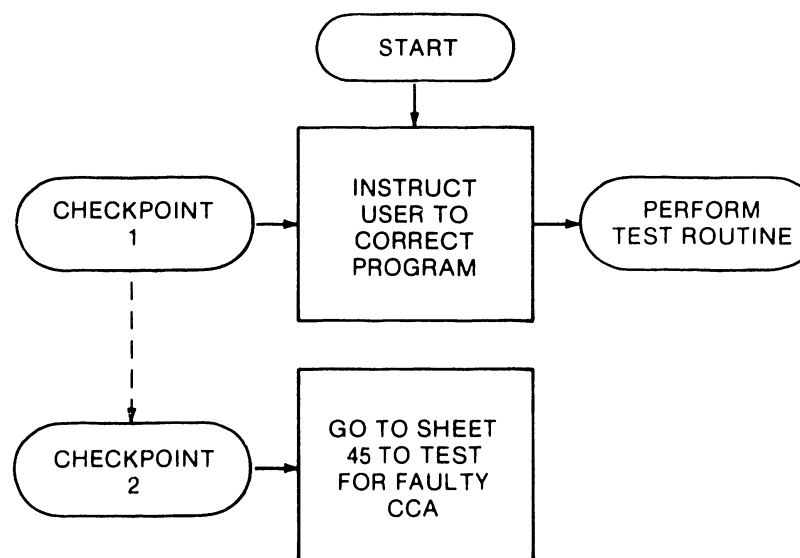 START
CHECKPOINT
1
INSTRUCT
USER TO
CORRECT
PROGRAM
PERFORM
TEST ROUTINE
CHECKPOINT
2
GO TO SHEET
45 TO TEST
FOR FAULTY
CCA